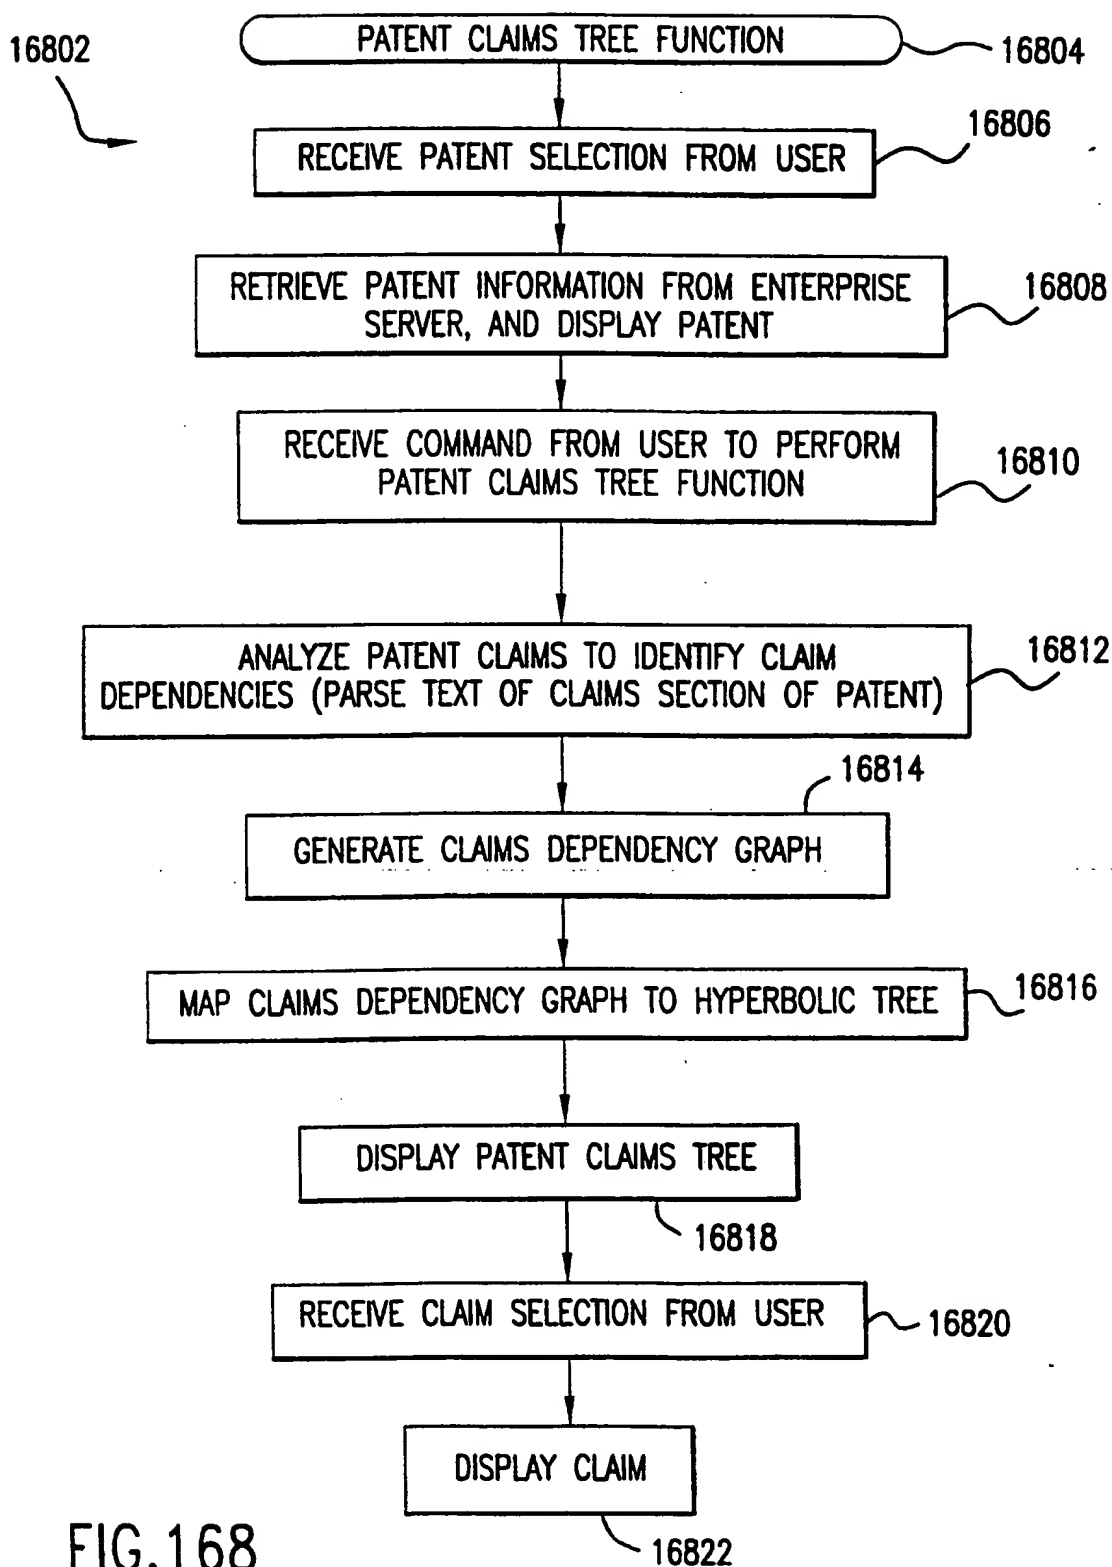 16802
PATENT CLAIMS TREE FUNCTION
16804
RECEIVE PATENT SELECTION FROM USER
16806
RETRIEVE PATENT INFORMATION FROM ENTERPRISE
SERVER, AND DISPLAY PATENT
16808
RECEIVE COMMAND FROM USER TO PERFORM
PATENT CLAIMS TREE FUNCTION
16810
ANALYZE PATENT CLAIMS TO IDENTIFY CLAIM
DEPENDENCIES (PARSE TEXT OF CLAIMS SECTION OF PATENT)
16812
16814
GENERATE CLAIMS DEPENDENCY GRAPH
MAP CLAIMS DEPENDENCY GRAPH TO HYPERBOLIC TREE
16816
DISPLAY PATENT CLAIMS TREE
16818
RECEIVE CLAIM SELECTION FROM USER
16820
DISPLAY CLAIM
16822
FIG.168